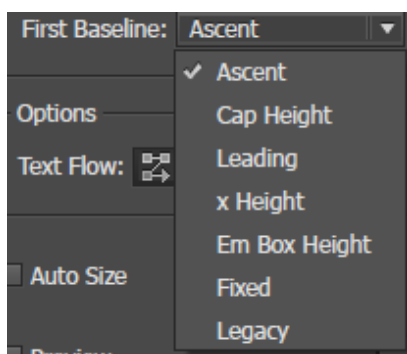 First Baseline: Ascent
Ascent
Cap Height
Options
Leading
Text Flow:
x Height
Em Box Height
Auto Size
Fixed
Legacy